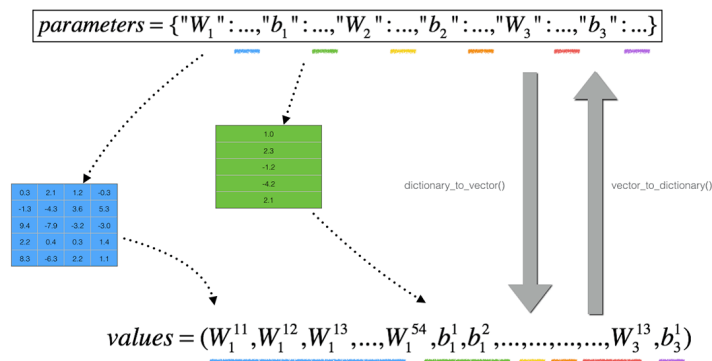 parameters = {"W₁" : ...,"b₁" : ...,"W₂" : ...,"b₂" : ...,"W₃" : ...,"b₃" : ...}
1.0
2.3
-1.2
-4.2
2.1
dictionary_to_vector()
vector_to_dictionary()
0.3 2.1 1.2 -0.3
-1.3 -4.3 3.6 5.3
9.4 -7.9 -3.2 -3.0
2.2 0.4 0.3 1.4
8.3 -6.3 2.2 1.1
values = (W₁¹¹,W₁¹²,W₁¹³,...,W₁⁵⁴,b₁¹,b₁²,...,...,...,...,W₃¹³,b₃¹)